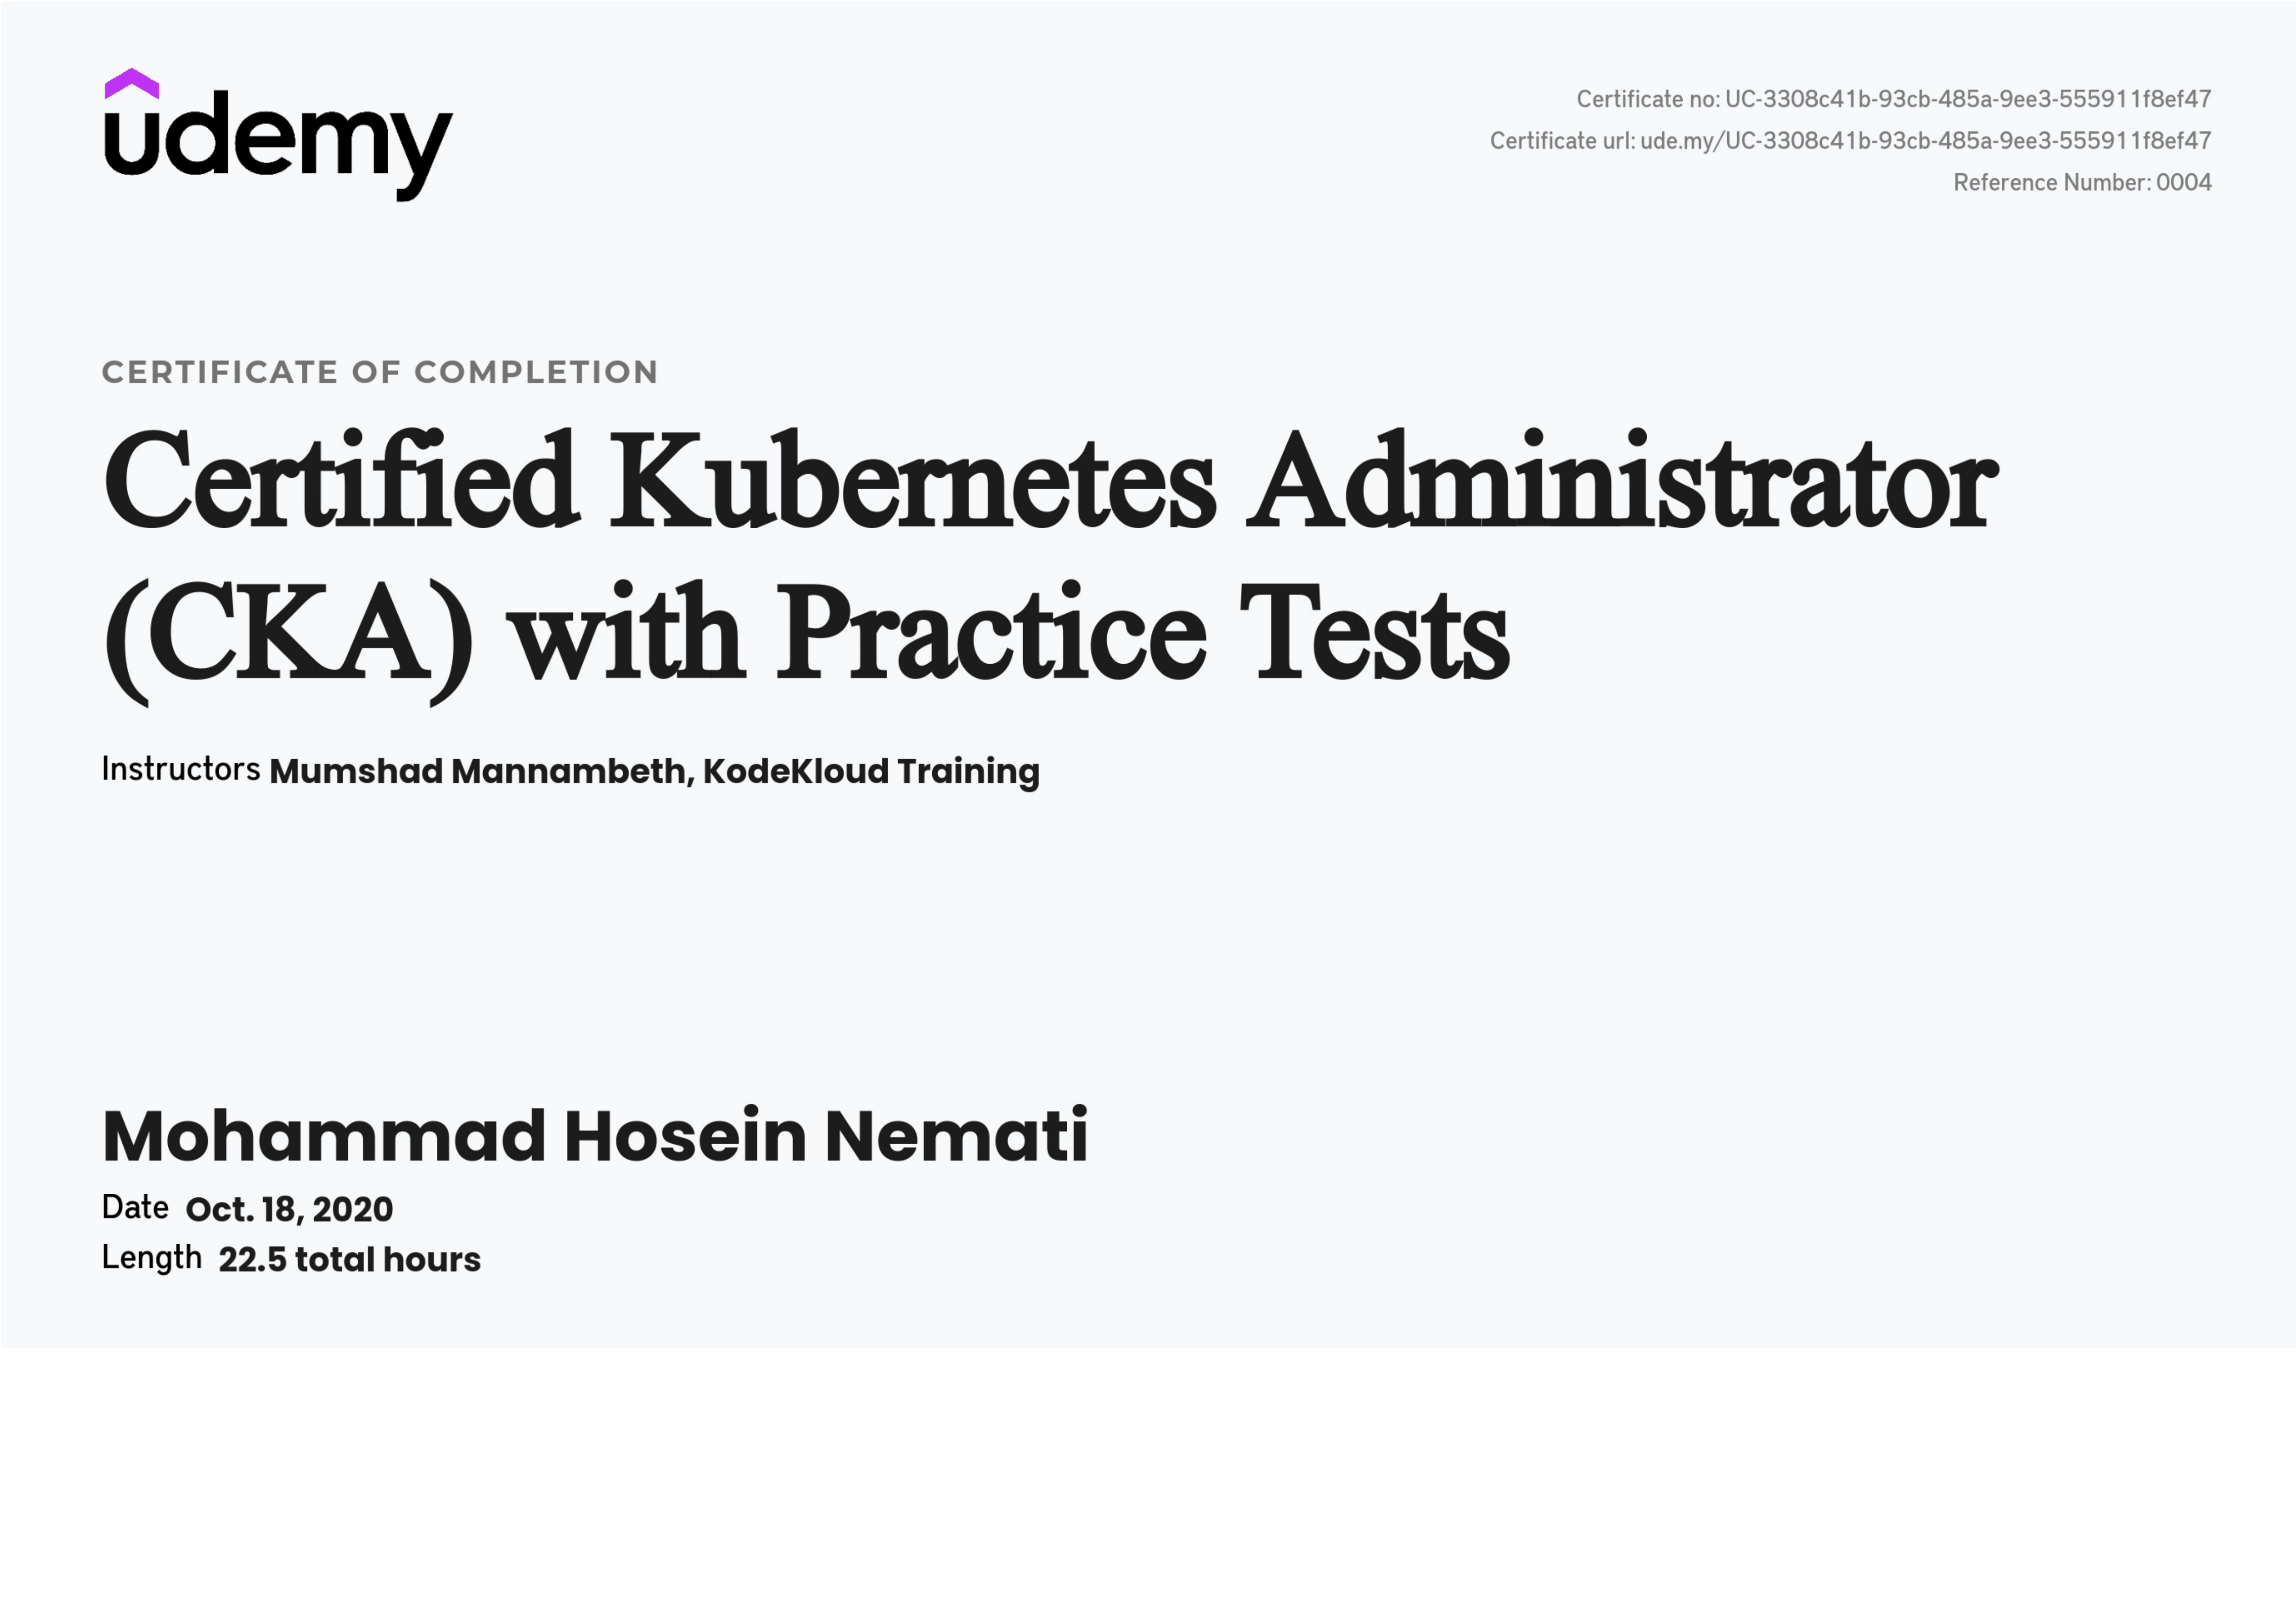 udemy
Certificate no: UC-3308c41b-93cb-485a-9ee3-555911f8ef47
Certificate url: ude.my/UC-3308c41b-93cb-485a-9ee3-555911f8ef47
Reference Number: 0004
CERTIFICATE OF COMPLETION
Certified Kubernetes Administrator
(CKA) with Practice Tests
Instructors Mumshad Mannambeth, KodeKloud Training
Mohammad Hosein Nemati
Date Oct. 18, 2020
Length 22.5 total hours